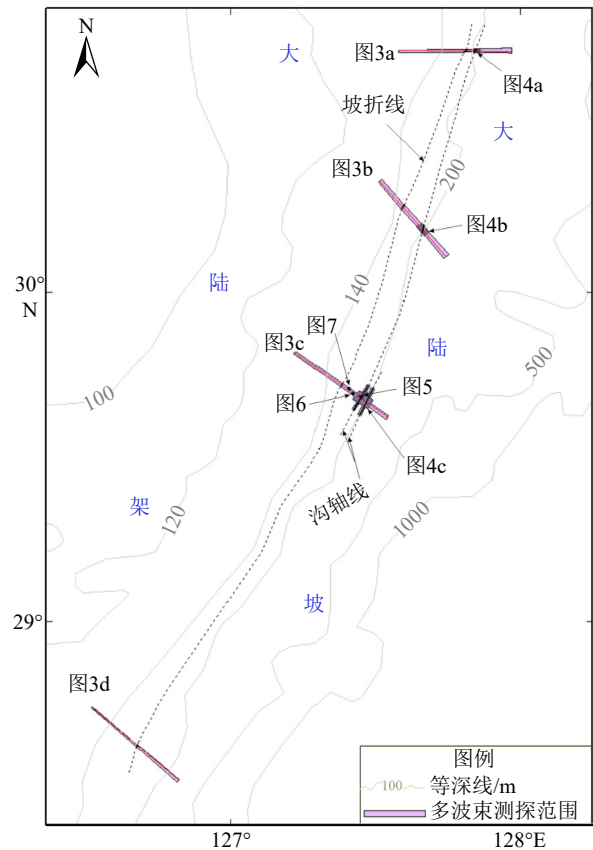 N
大
图3a
图4a
坡折线
大
图3b
200
图4b
陆
30°
N
140
图7
陆
图3c
500
100
图5
图6
图4c
沟轴线
架
120
1000
坡
29°
图3d
图例
100
等深线/m
多波束测探范围
127°
128°E